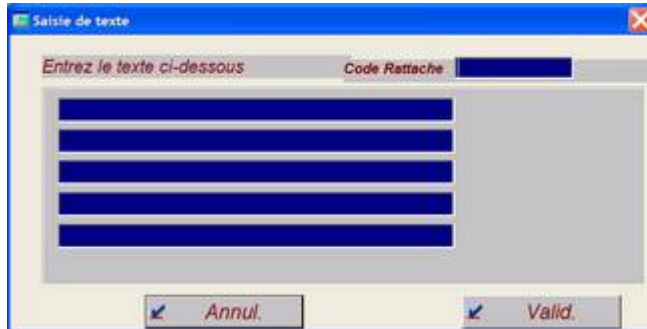 Saisie de texte
Entrez le texte ci-dessous Code Rattache
Annul. Valid.